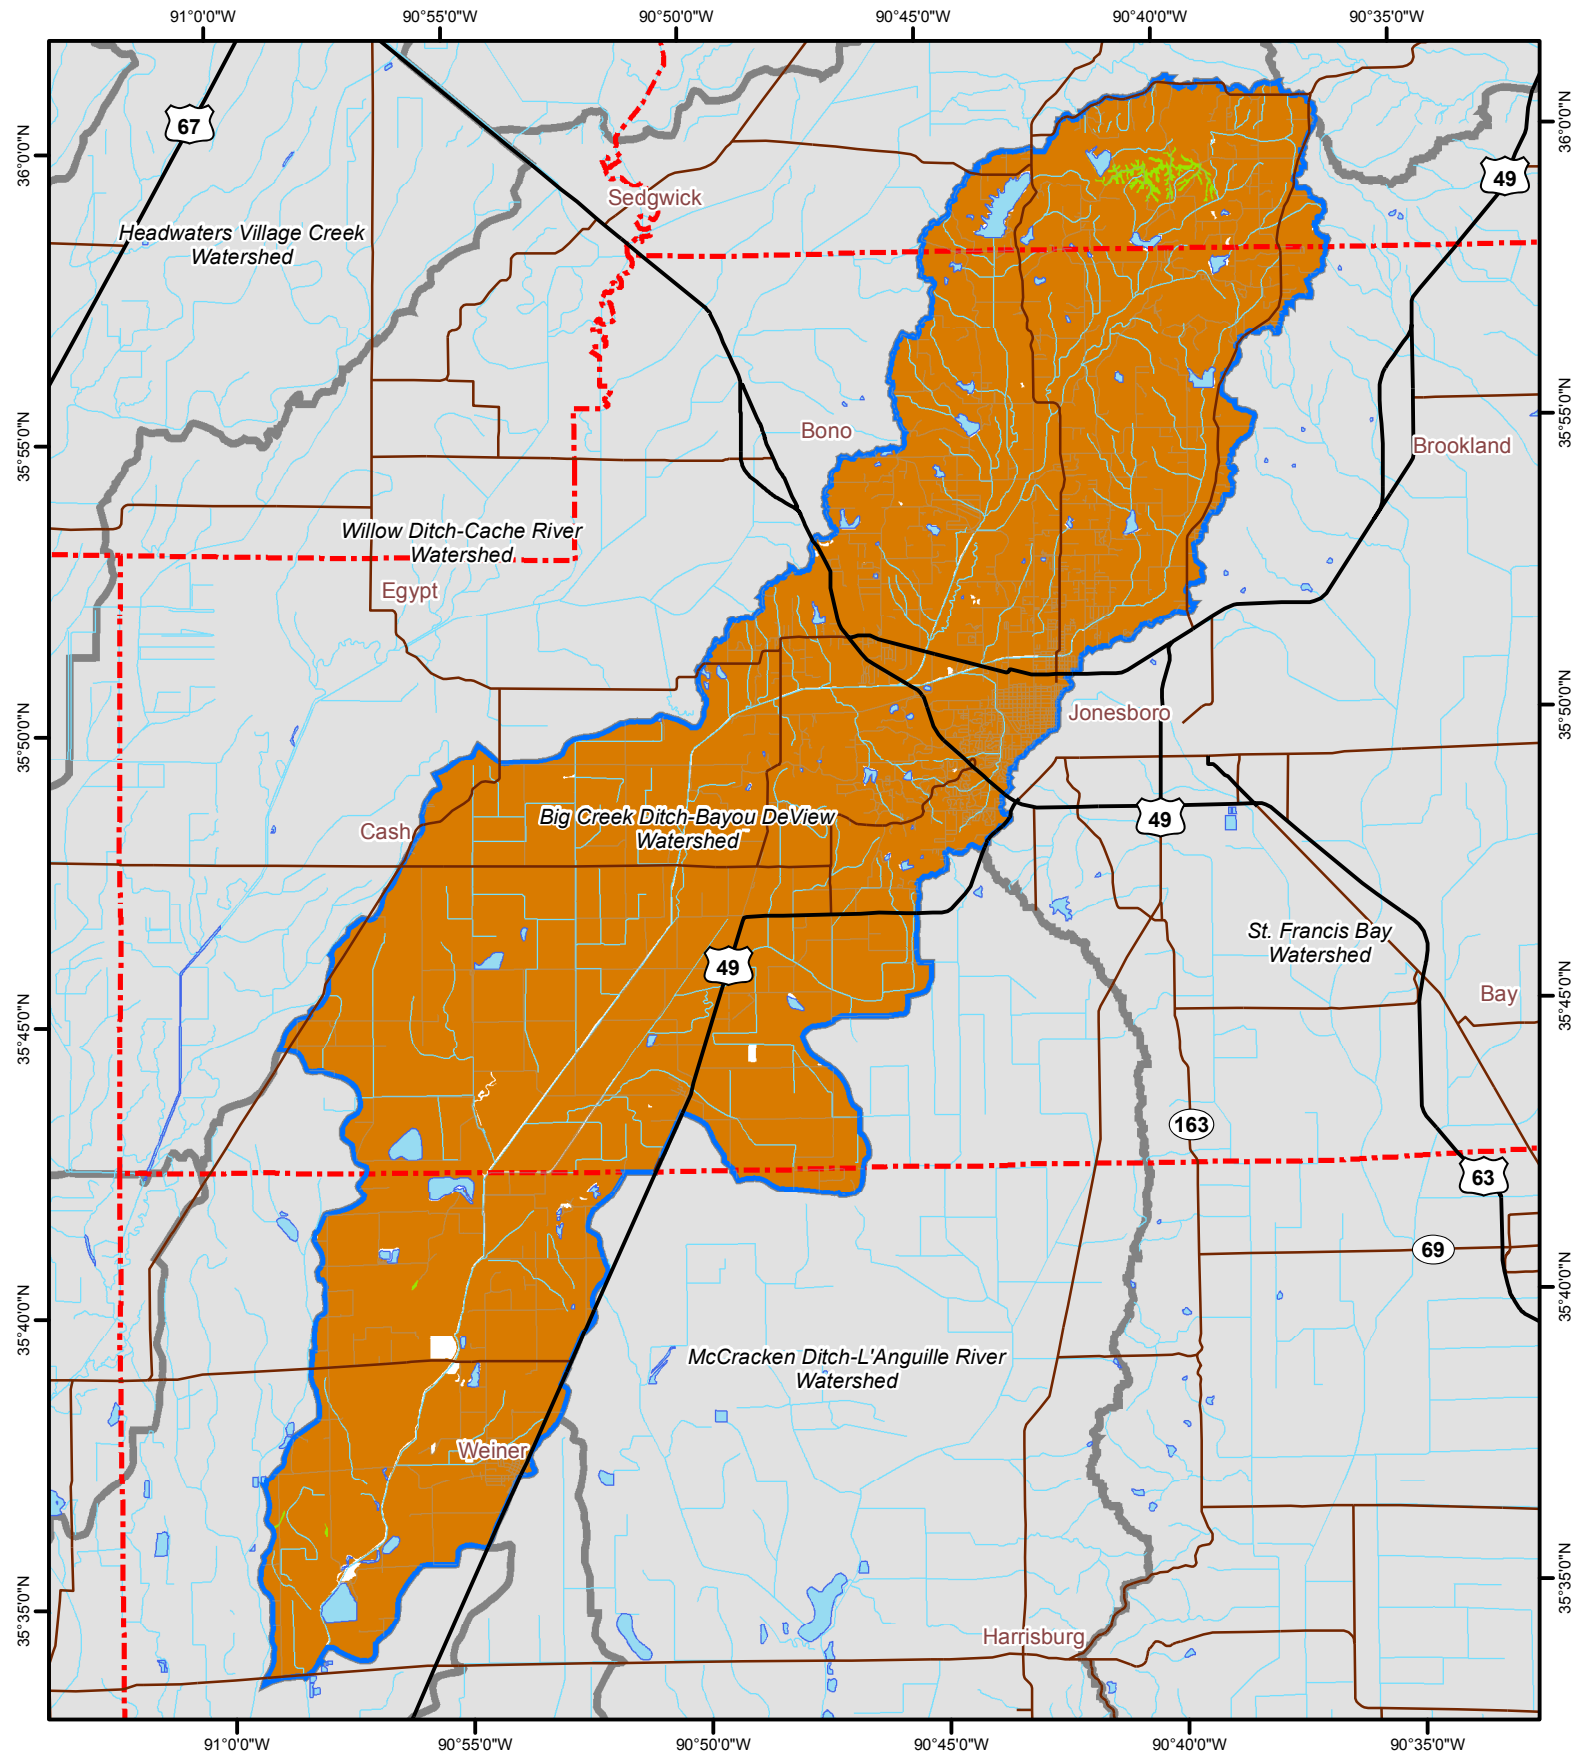 91°0'0"W
90°55'0"W
90°50'0"W
90°45'0"W
90°40'0"W
90°35'0"W
36°0'0"N
36°0'0"N
67
49
Sedgwick
Headwaters Village Creek
Watershed
35°55'0"N
35°55'0"N
Bono
Brookland
Willow Ditch-Cache River
Watershed
Egypt
35°50'0"N
35°50'0"N
Jonesboro
Cash
Big Creek Ditch-Bayou DeView
Watershed
49
St. Francis Bay
Watershed
49
Bay
35°45'0"N
35°45'0"N
163
63
69
35°40'0"N
35°40'0"N
McCracken Ditch-L'Anguille River
Watershed
Weiner
35°35'0"N
35°35'0"N
Harrisburg
91°0'0"W
90°55'0"W
90°50'0"W
90°45'0"W
90°40'0"W
90°35'0"W